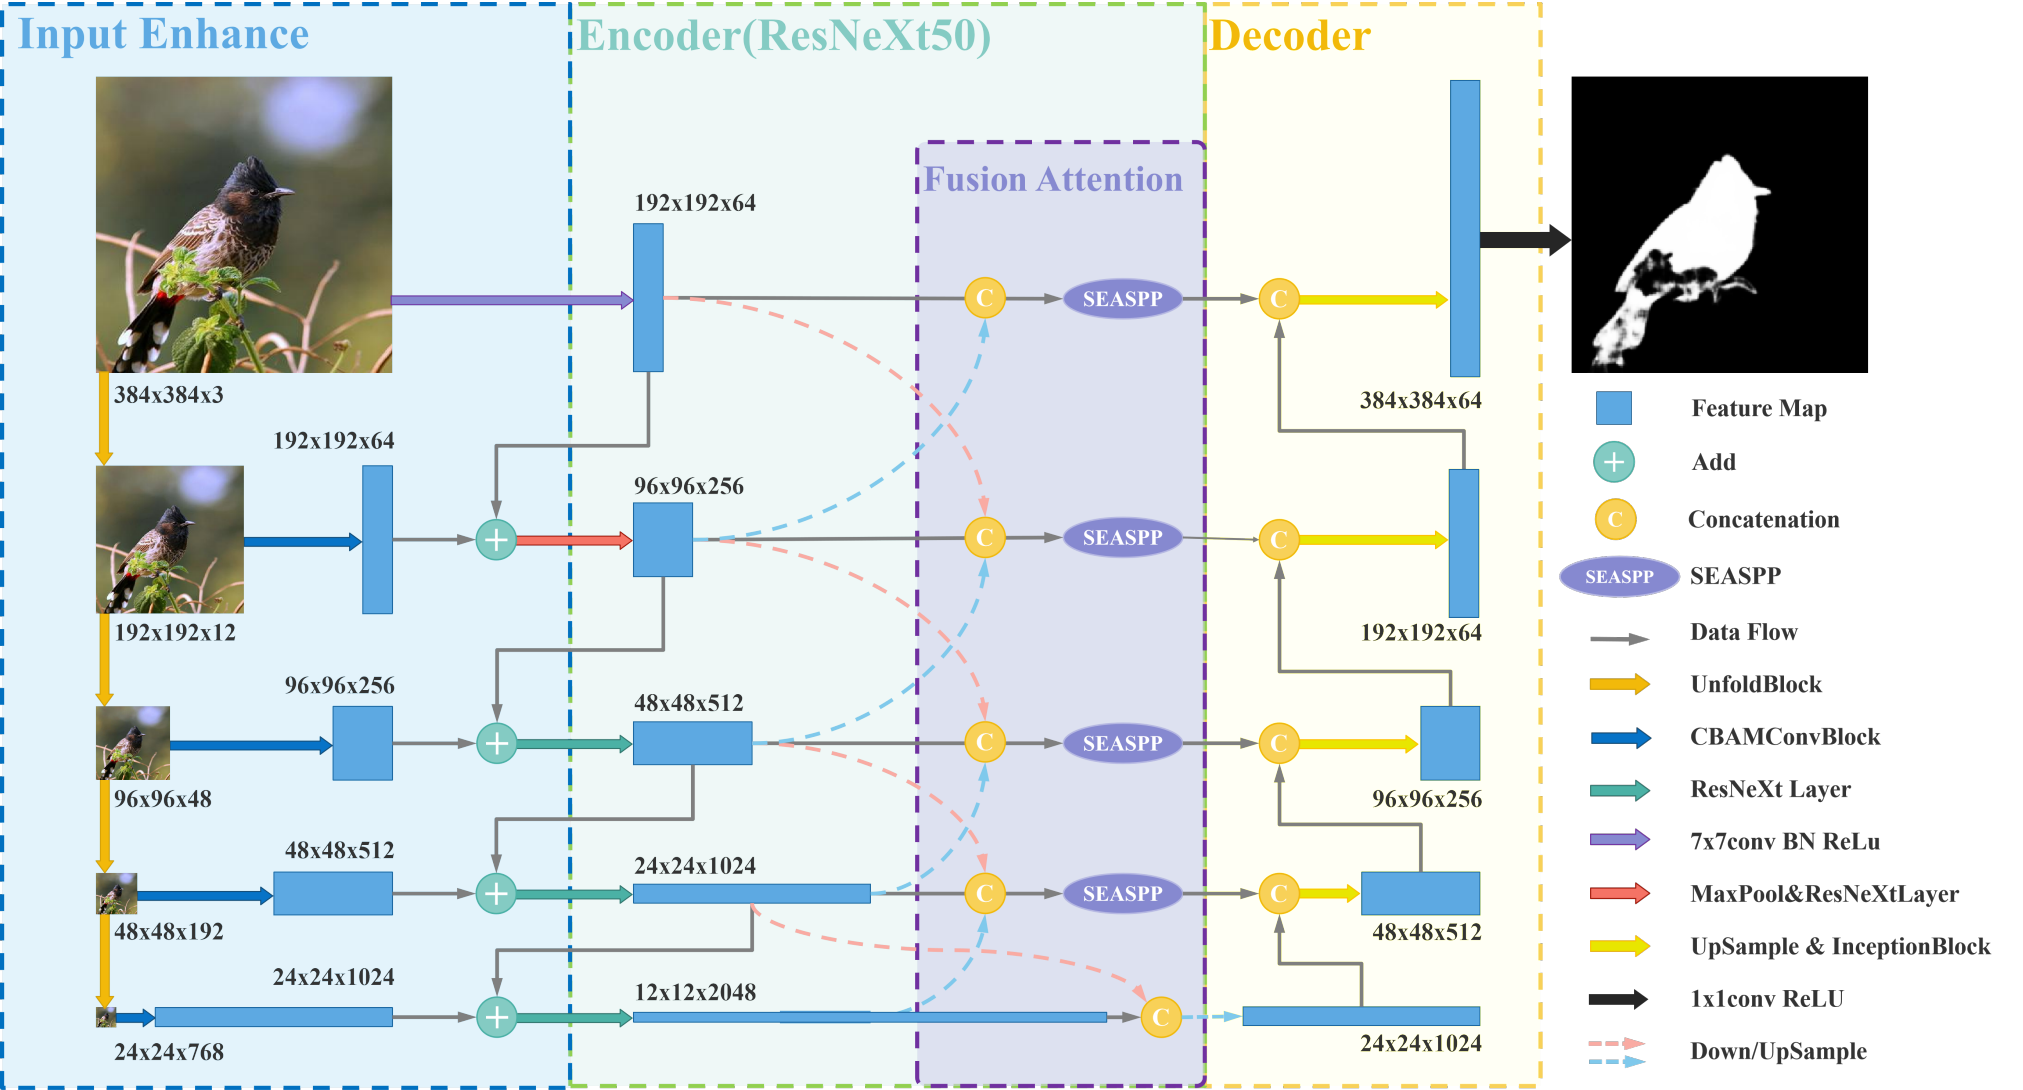 Input Enhance
Encoder(ResNeXt50)
Decoder
Fusion Attention
192x192x64
C
SEASPP
C
384x384x3
384x384x64
Feature Map
192x192x64
96x96x256
Add
C
Concatenation
C
SEASPP
C
SEASPP
SEASPP
192x192x12
192x192x64
Data Flow
96x96x256
48x48x512
UnfoldBlock
C
SEASPP
C
CBAMConvBlock
96x96x48
96x96x256
ResNeXt Layer
48x48x512
24x24x1024
7x7conv BN ReLu
C
SEASPP
C
MaxPool&ResNeXtLayer
48x48x192
48x48x512
UpSample & InceptionBlock
24x24x1024
12x12x2048
1x1conv ReLU
C
24x24x768
24x24x1024
Down/UpSample